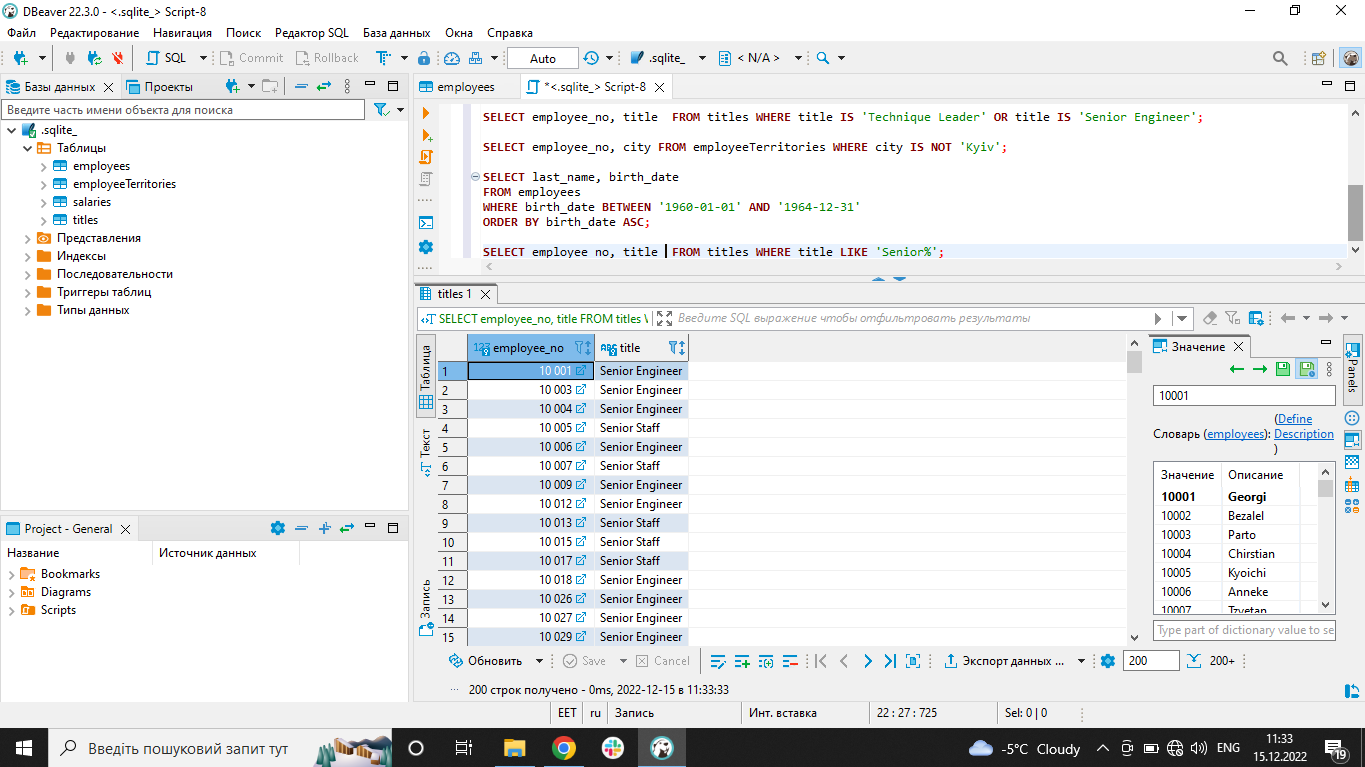 DBeaver 22.3.0 - <.sqlite_> Script-8
Файл Редактирование Навигация Поиск Редактор SQL База данных Окна Справка
SQL Commit Rollback Auto .sqlite_ < N/A >
Базы данных Проекты
Введите часть имени объекта для поиска
.sqlite_
Таблицы
employees
employeeTerritories
salaries
titles
Представления
Индексы
Последовательности
Триггеры таблиц
Типы данных
Project - General
Название Источник данных
Bookmarks
Diagrams
Scripts
employees *<.sqlite_> Script-8
SELECT employee_no, title  FROM titles WHERE title IS 'Technique Leader' OR title IS 'Senior Engineer';
SELECT employee_no, city FROM employeeTerritories WHERE city IS NOT 'Kyiv';
SELECT last_name, birth_date
FROM employees
WHERE birth_date BETWEEN '1960-01-01' AND '1964-12-31'
ORDER BY birth_date ASC;
SELECT employee no, title  FROM titles WHERE title LIKE 'Senior%';
titles 1
SELECT employee_no, title FROM titles Введите SQL выражение чтобы отфильтровать результаты
Таблица
Текст
Запись
123 employee_no ABC title
1 10 001 Senior Engineer
2 10 003 Senior Engineer
3 10 004 Senior Engineer
4 10 005 Senior Staff
5 10 006 Senior Engineer
6 10 007 Senior Staff
7 10 009 Senior Engineer
8 10 012 Senior Engineer
9 10 013 Senior Staff
10 10 015 Senior Staff
11 10 017 Senior Staff
12 10 018 Senior Engineer
13 10 026 Senior Engineer
14 10 027 Senior Engineer
15 10 029 Senior Engineer
Значение
Panels
10001
Словарь (employees): (Define
Description
)
Значение Описание
10001 Georgi
10002 Bezalel
10003 Parto
10004 Chirstian
10005 Kyoichi
10006 Anneke
10007 Tzvetan
Type part of dictionary value to se
Обновить Save Cancel Экспорт данных ... 200 200+
200 строк получено - 0ms, 2022-12-15 в 11:33:33
EET ru Запись Инт. вставка 22 : 27 : 725 Sel: 0 | 0
Введіть пошуковий запит тут
-5°C Cloudy ENG 11:33
15.12.2022
19